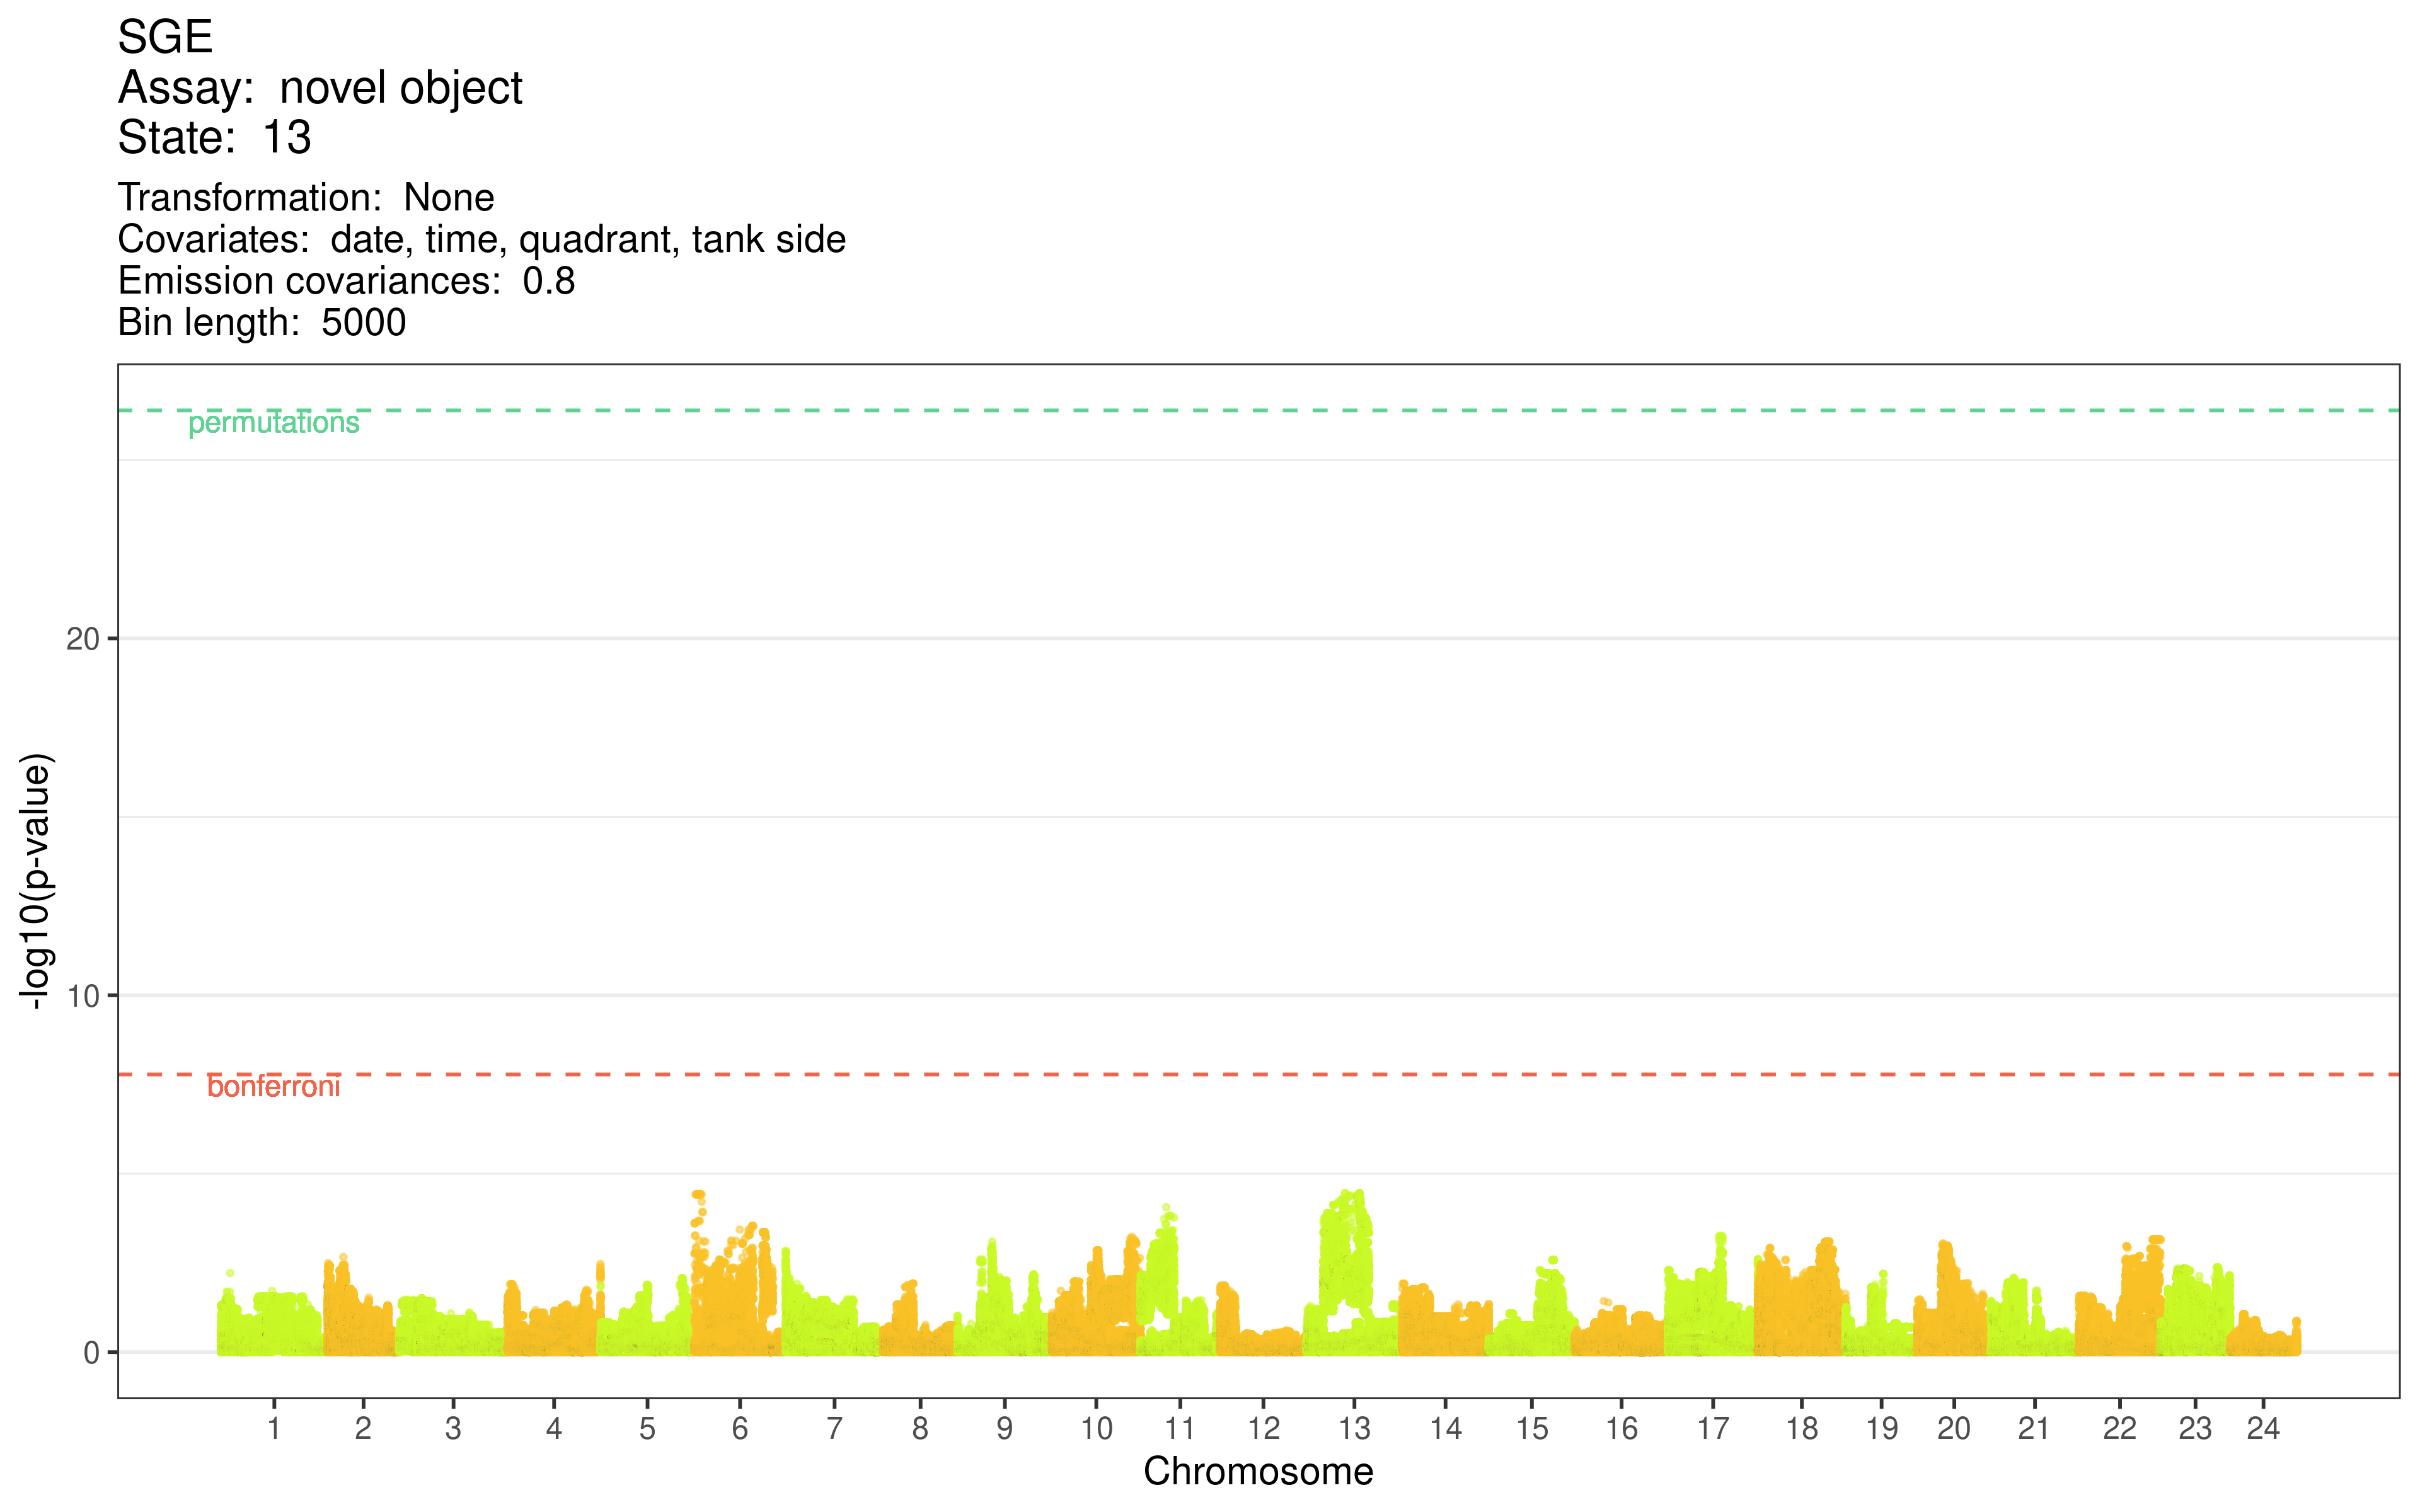 SGE
Assay:  novel object
State:  13
Transformation:  None
Covariates:  date, time, quadrant, tank side
Emission covariances:  0.8
Bin length:  5000
permutations
20
10
bonferroni
0
-log10(p-value)
1 2 3 4 5 6 7 8 9 10 11 12 13 14 15 16 17 18 19 20 21 22 23 24
Chromosome